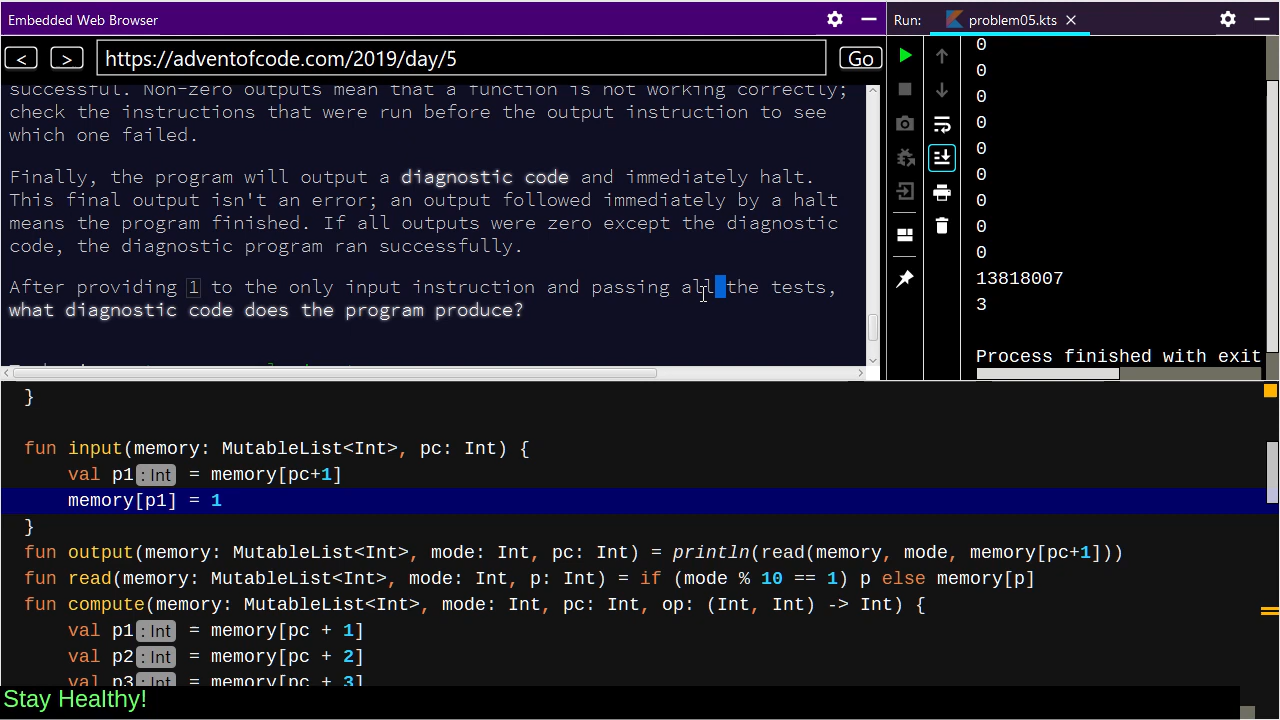 Embedded Web Browser
< > https://adventofcode.com/2019/day/5 Go
successful. Non-zero outputs mean that a function is not working correctly;
check the instructions that were run before the output instruction to see
which one failed.
Finally, the program will output a diagnostic code and immediately halt.
This final output isn't an error; an output followed immediately by a halt
means the program finished. If all outputs were zero except the diagnostic
code, the diagnostic program ran successfully.
After providing 1 to the only input instruction and passing all the tests,
what diagnostic code does the program produce?
Run: problem05.kts
0
0
0
0
0
0
0
0
0
13818007
3
Process finished with exit
}
fun input(memory: MutableList<Int>, pc: Int) {
val p1 : Int = memory[pc+1]
memory[p1] = 1
}
fun output(memory: MutableList<Int>, mode: Int, pc: Int) = println(read(memory, mode, memory[pc+1]))
fun read(memory: MutableList<Int>, mode: Int, p: Int) = if (mode % 10 == 1) p else memory[p]
fun compute(memory: MutableList<Int>, mode: Int, pc: Int, op: (Int, Int) -> Int) {
val p1 : Int = memory[pc + 1]
val p2 : Int = memory[pc + 2]
val p3 : Int = memory[pc + 3]
Stay Healthy!